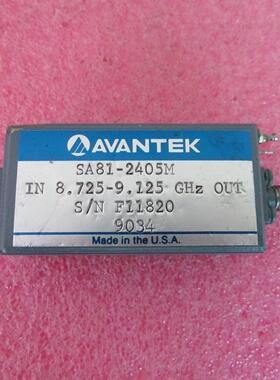 AVANTEK
SA81-2405M
IN 8.725-9.125 GHz OUT
S/N F11820
9034
Made in the U.S.A.